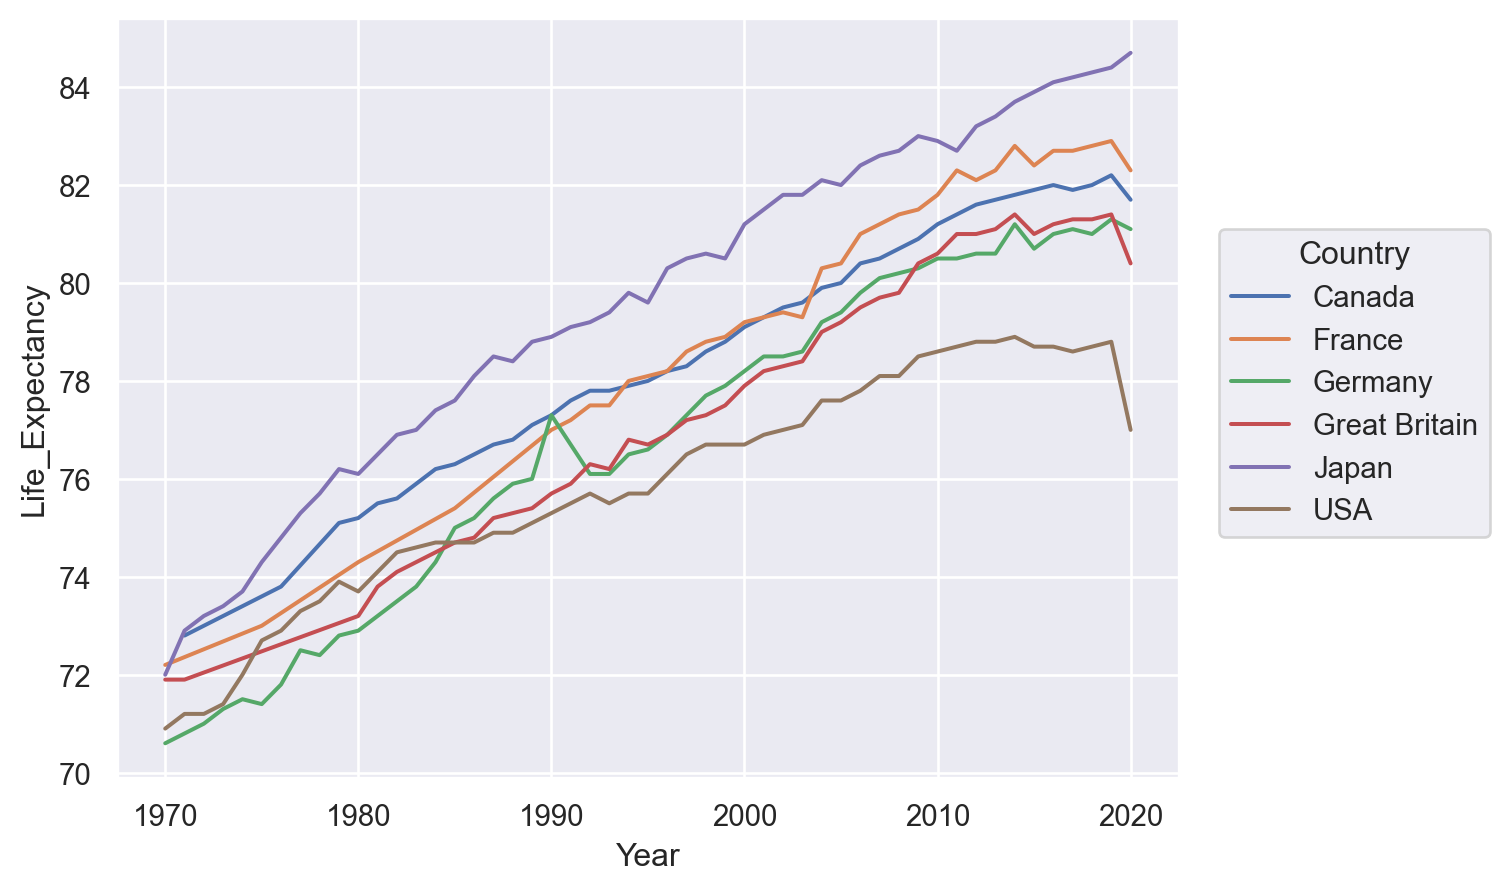 84
82
80
78
76
74
72
70
Life_Expectancy
1970 1980 1990 2000 2010 2020
Year
Country
Canada
France
Germany
Great Britain
Japan
USA